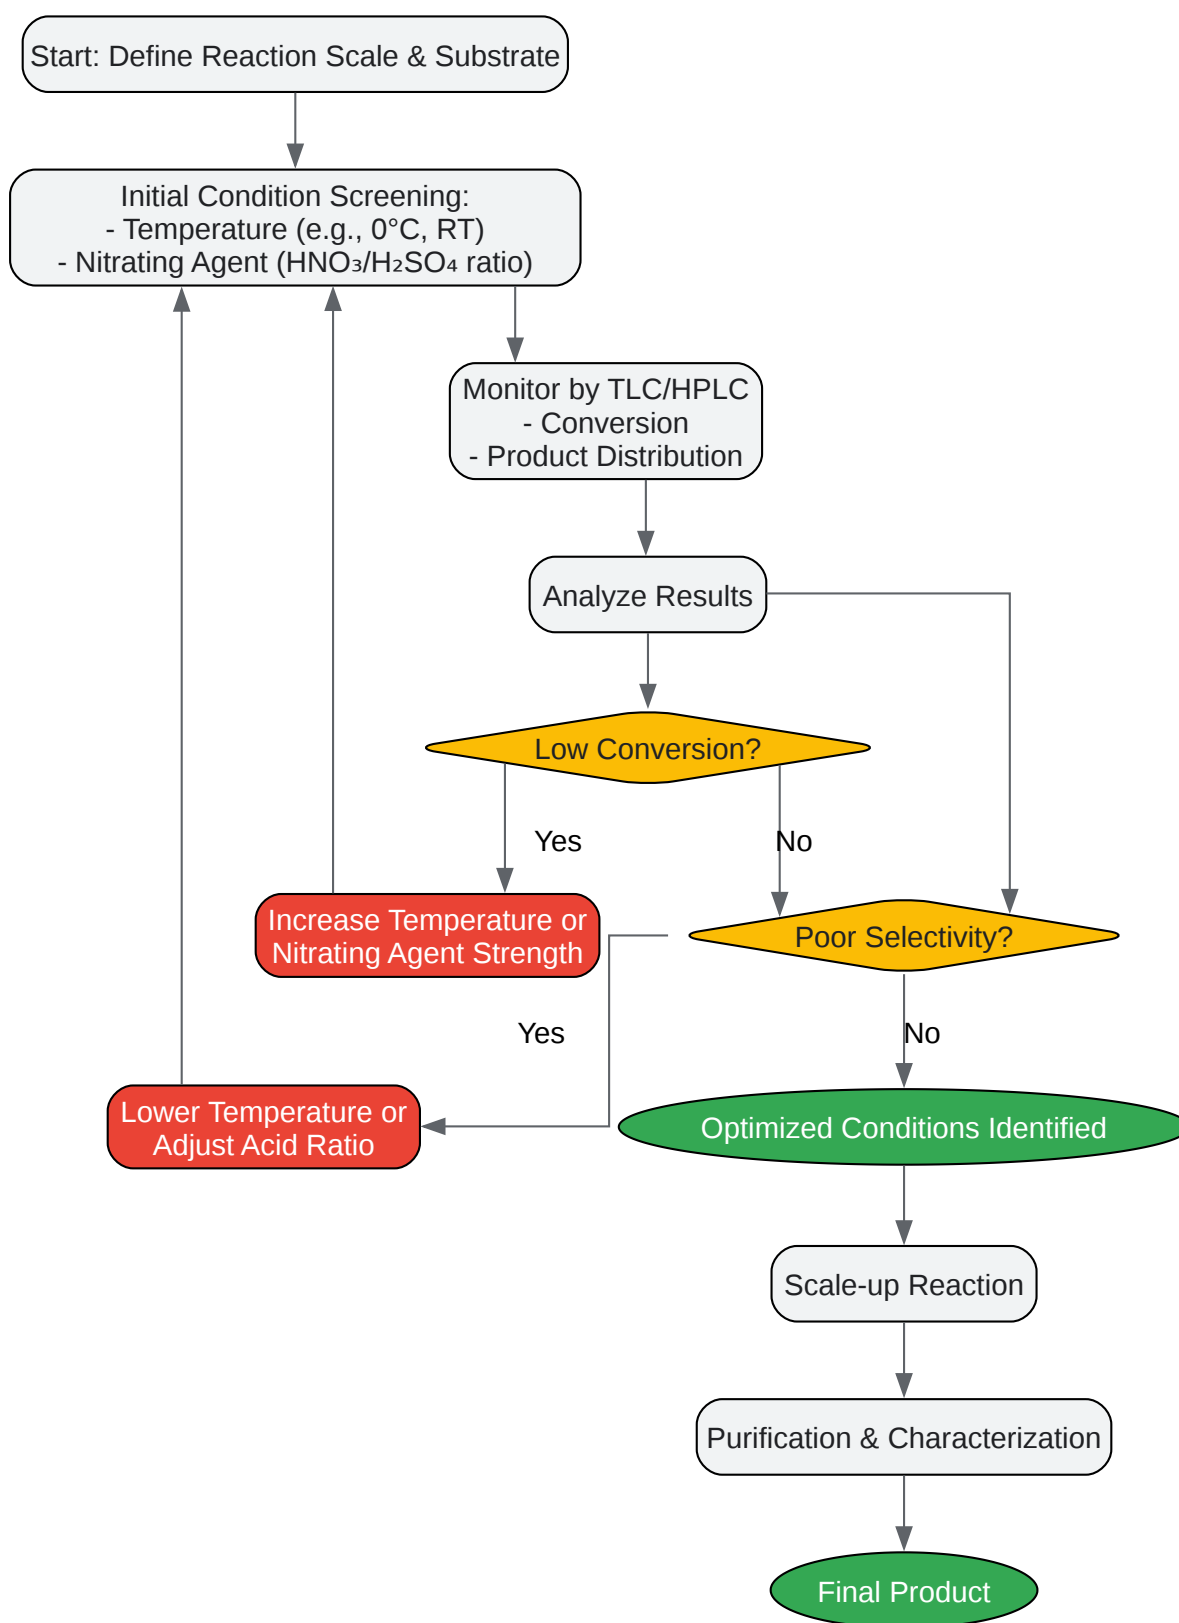 Start: Define Reaction Scale & Substrate
Initial Condition Screening:
- Temperature (e.g., 0°C, RT)
- Nitrating Agent (HNO₃/H₂SO₄ ratio)
Monitor by TLC/HPLC
- Conversion
- Product Distribution
Analyze Results
Low Conversion?
Yes
No
Increase Temperature or
Nitrating Agent Strength
Poor Selectivity?
Yes
No
Lower Temperature or
Adjust Acid Ratio
Optimized Conditions Identified
Scale-up Reaction
Purification & Characterization
Final Product